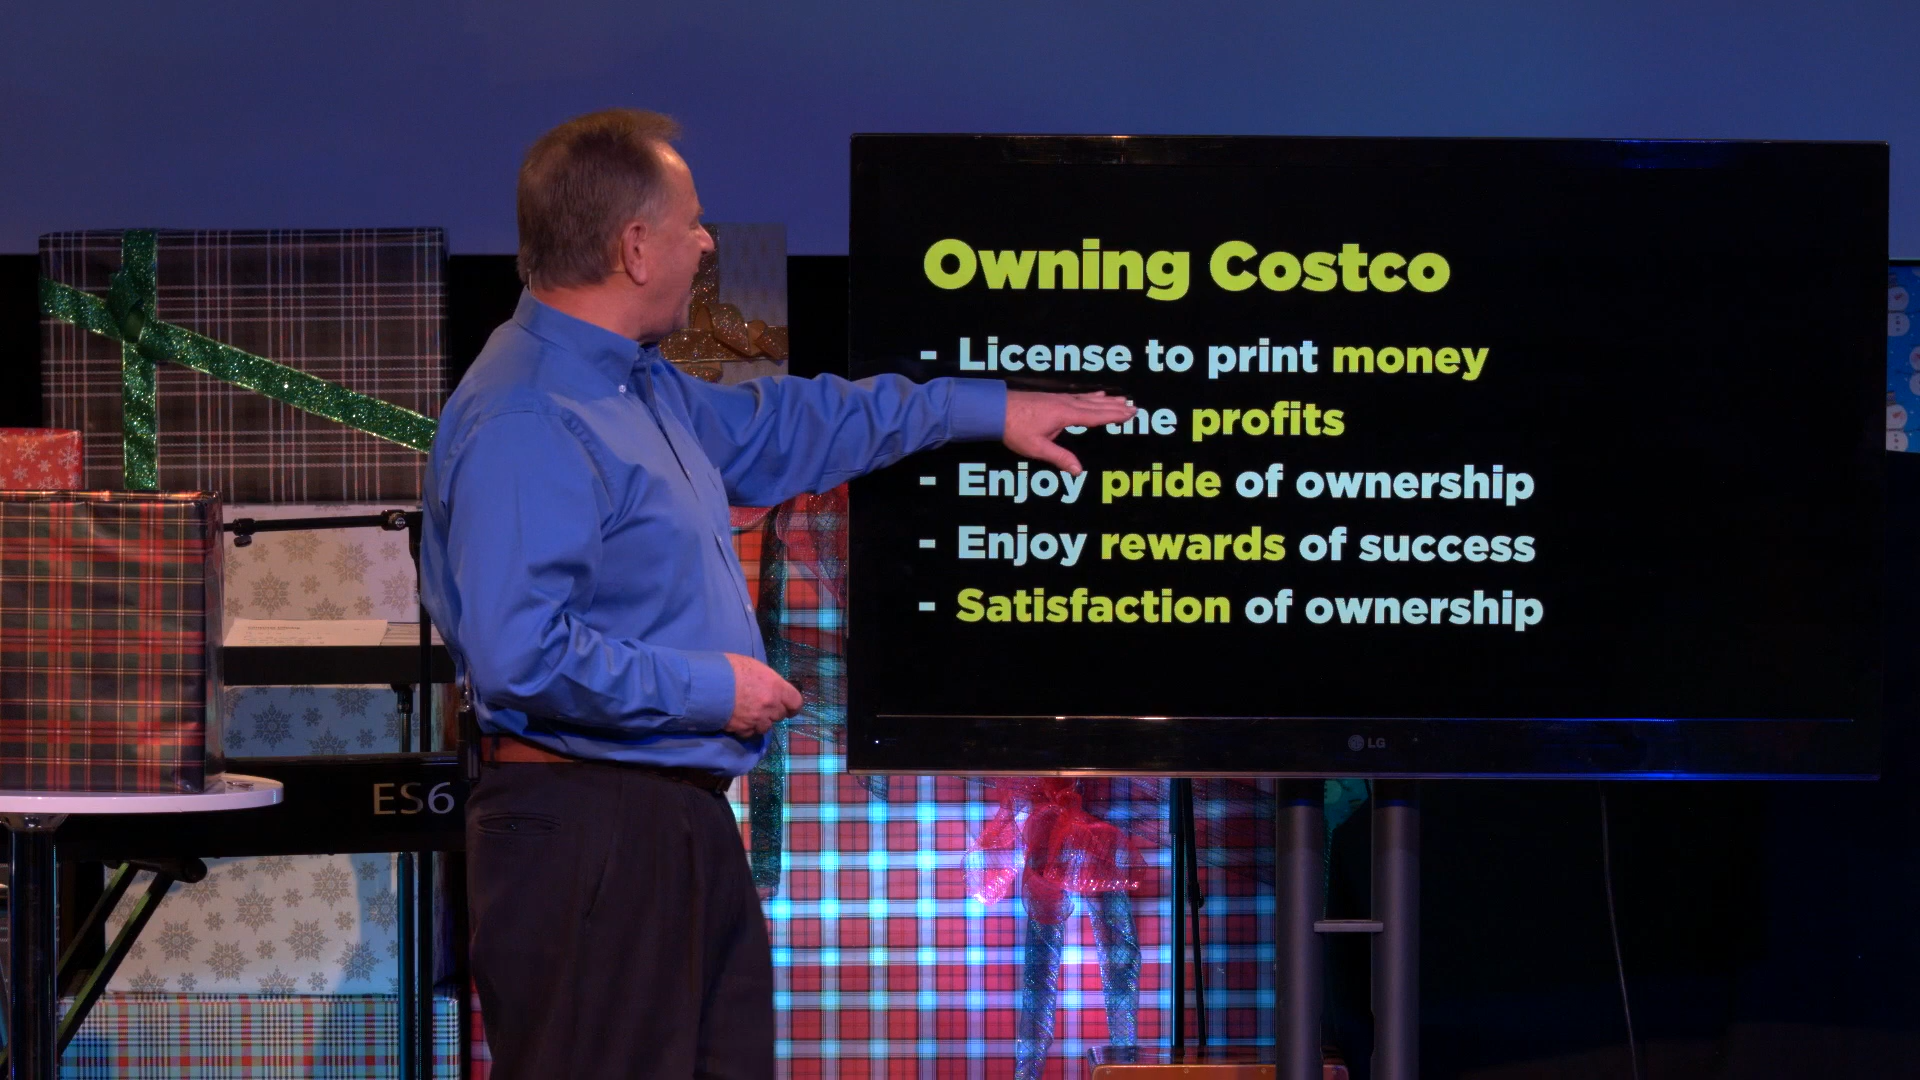 Owning Costco
- License to print money
the profits
- Enjoy pride of ownership
- Enjoy rewards of success
- Satisfaction of ownership
LG
ES6